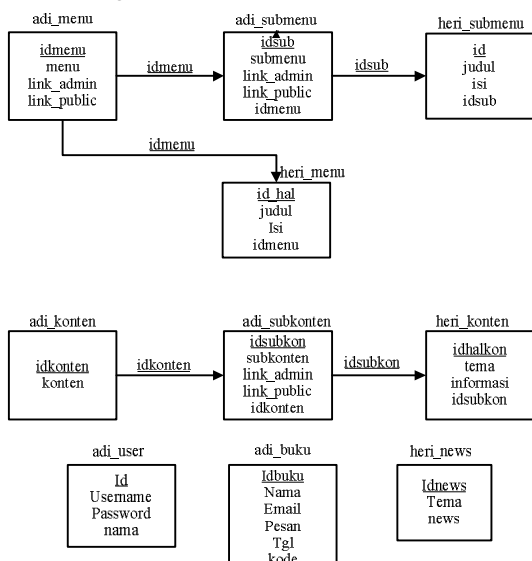 adi_menu
idmenu
menu
link_admin
link_public
idmenu
adi_submenu
idsub
submenu
link_admin
link_public
idmenu
idsub
heri_submenu
id
judul
isi
idsub
idmenu
heri_menu
id_hal
judul
Isi
idmenu
adi_konten
idkonten
konten
idkonten
adi_subkonten
idsubkon
subkonten
link_admin
link_public
idkonten
idsubkon
heri_konten
idhalkon
tema
informasi
idsubkon
adi_user
Id
Username
Password
nama
adi_buku
Idbuku
Nama
Email
Pesan
Tgl
kode
heri_news
Idnews
Tema
news